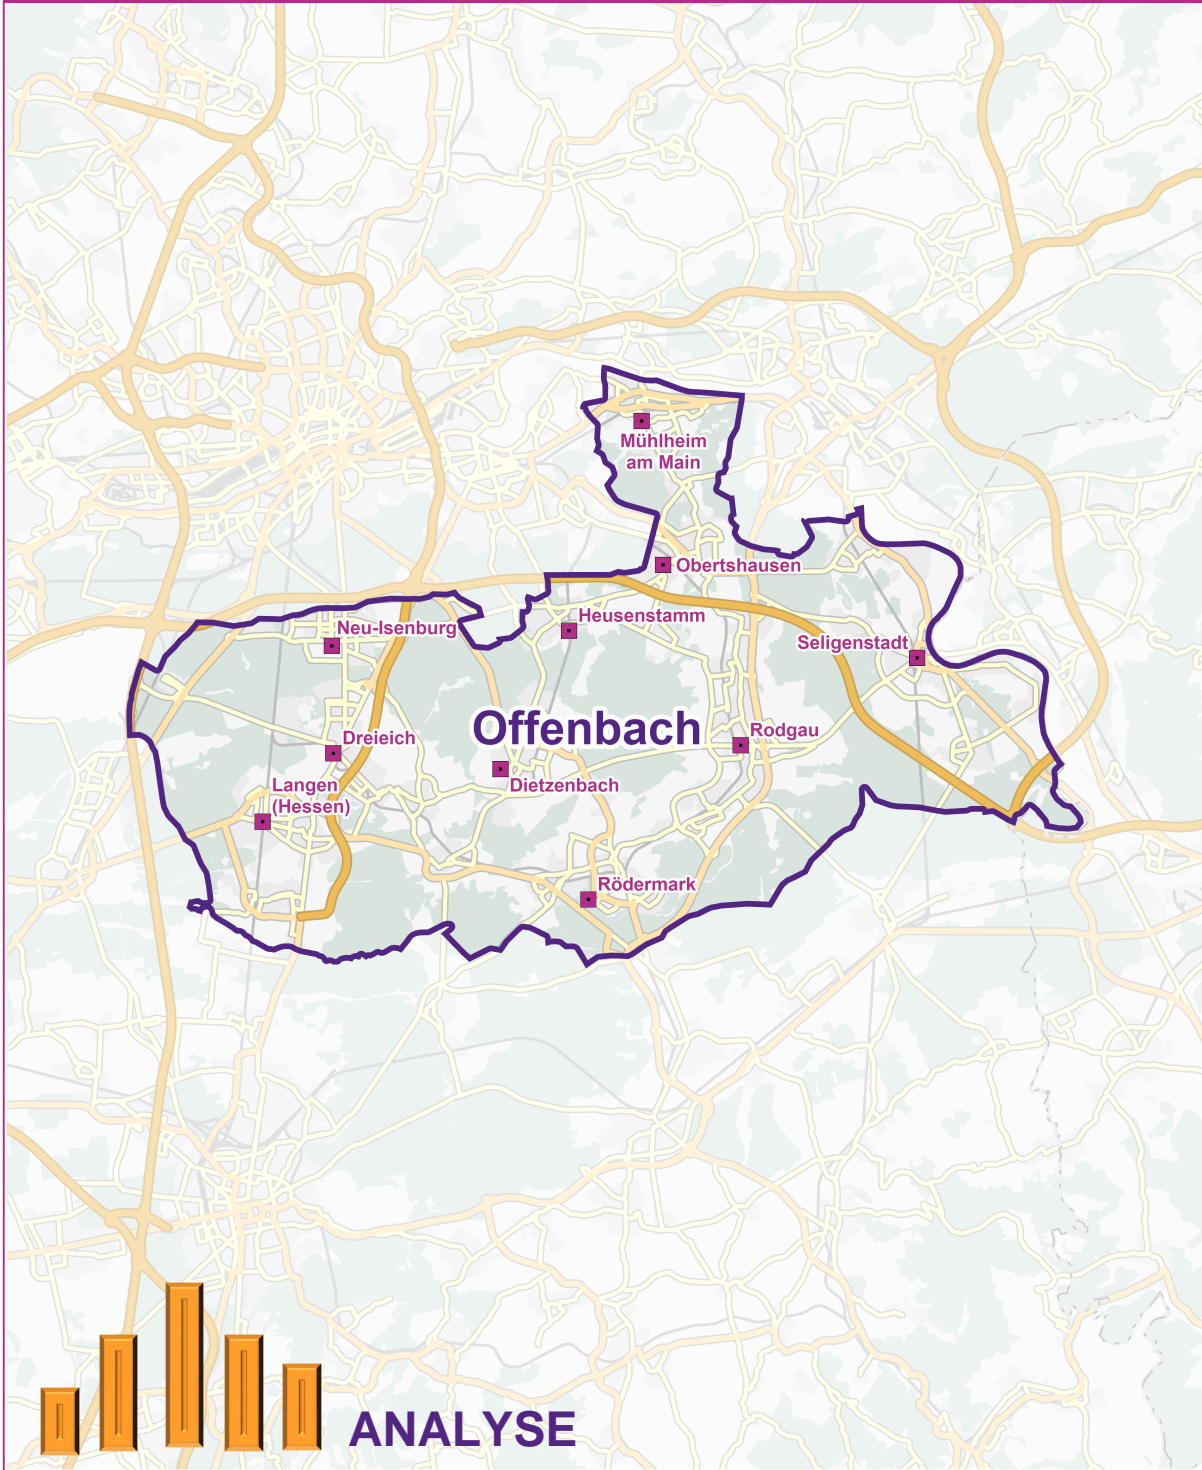 Mühlheim
am Main
Obertshausen
Heusenstamm
Neu-Isenburg
Seligenstadt
Offenbach
Rodgau
Dreieich
Dietzenbach
Langen
(Hessen)
Rödermark
ANALYSE